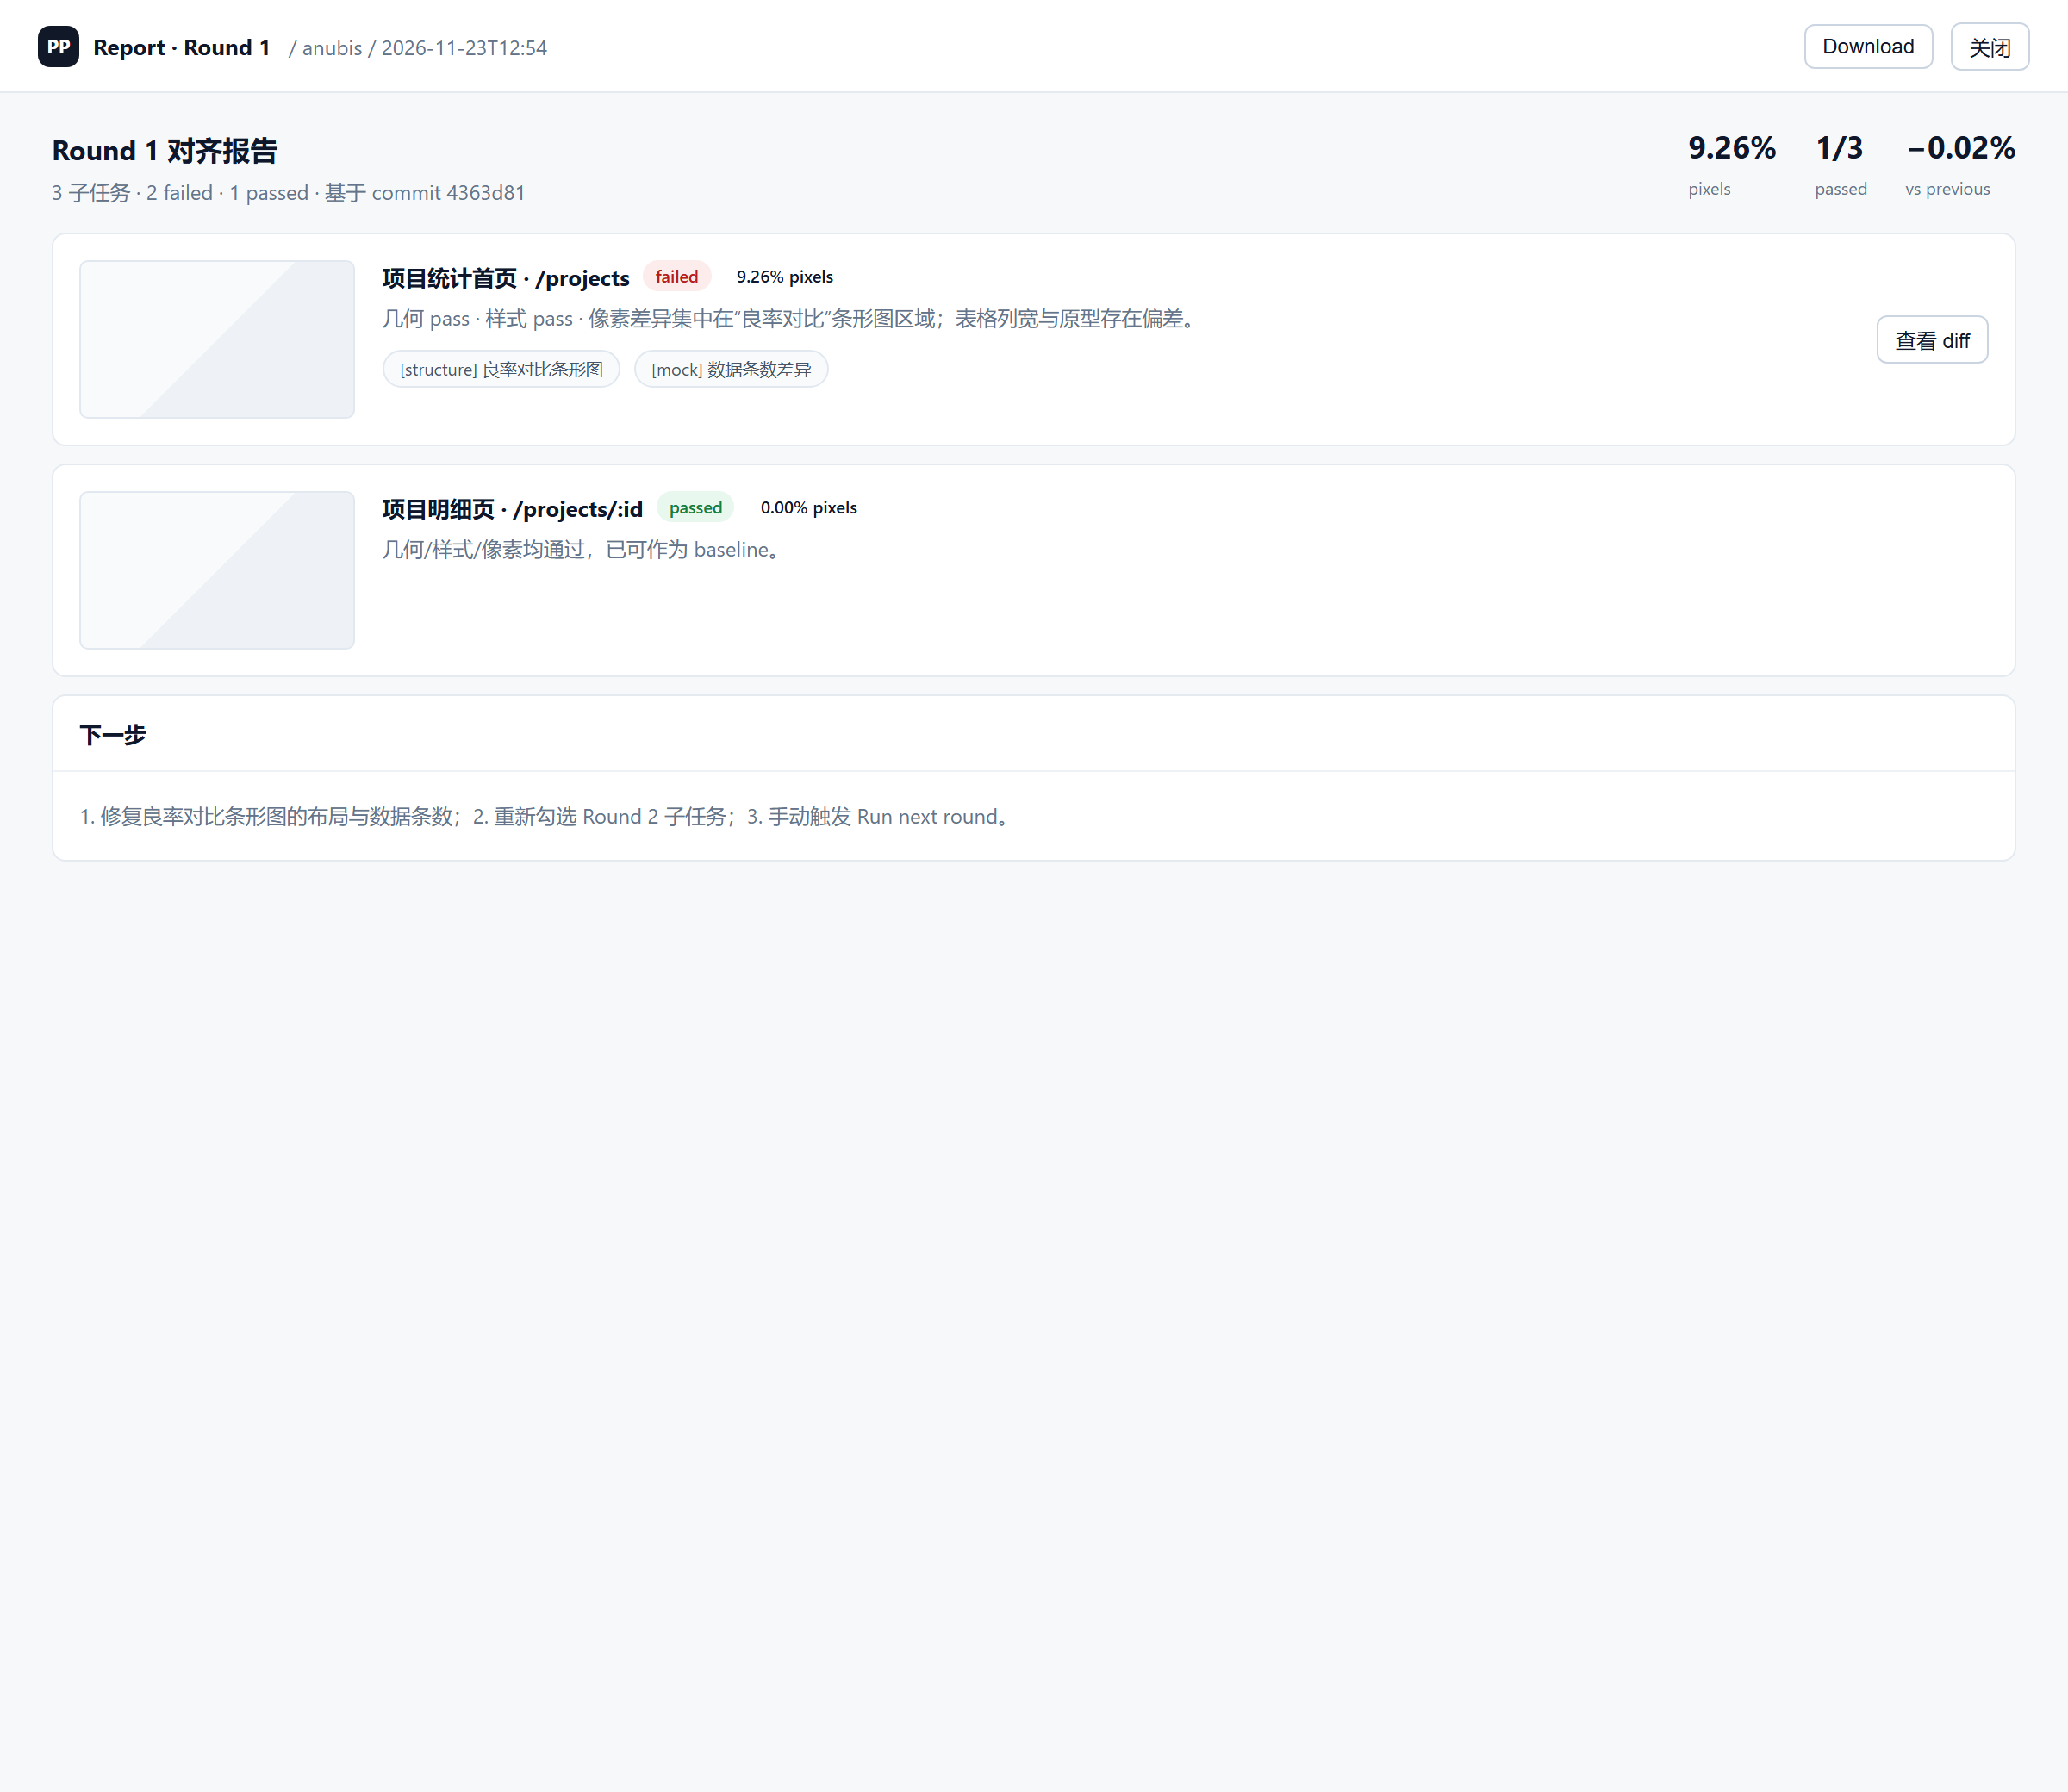 PP Report · Round 1 / anubis / 2026-11-23T12:54 Download 关闭
Round 1 对齐报告
3 子任务 · 2 failed · 1 passed · 基于 commit 4363d81
9.26% 1/3 −0.02%
pixels passed vs previous
项目统计首页 · /projects failed 9.26% pixels
几何 pass · 样式 pass · 像素差异集中在“良率对比”条形图区域；表格列宽与原型存在偏差。
[structure] 良率对比条形图 [mock] 数据条数差异
查看 diff
项目明细页 · /projects/:id passed 0.00% pixels
几何/样式/像素均通过，已可作为 baseline。
下一步
1. 修复良率对比条形图的布局与数据条数；2. 重新勾选 Round 2 子任务；3. 手动触发 Run next round。